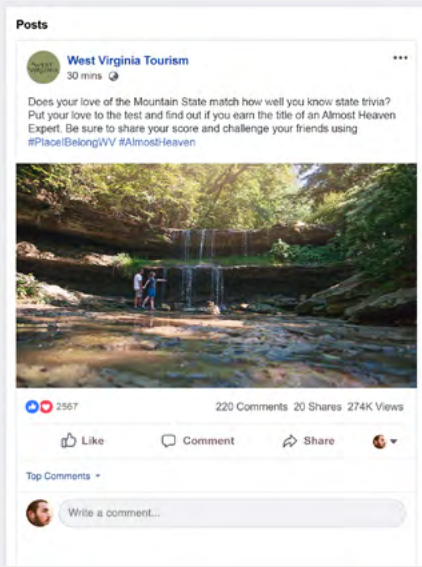 Posts
WEST
VIRGINIA
West Virginia Tourism
30 mins
Does your love of the Mountain State match how well you know state trivia?
Put your love to the test and find out if you earn the title of an Almost Heaven
Expert. Be sure to share your score and challenge your friends using
#PlaceIBelongWV #AlmostHeaven
2567 220 Comments 20 Shares 274K Views
Like Comment Share
Top Comments
Write a comment...